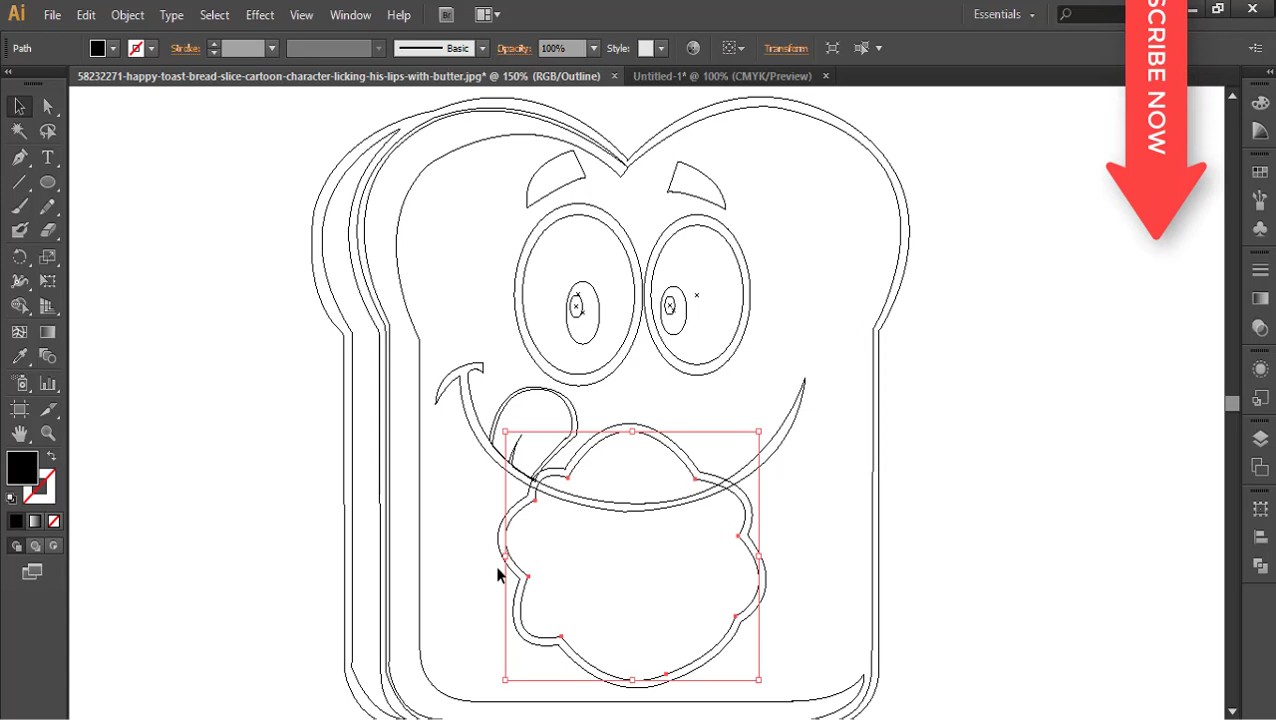 Ai File Edit Object Type Select Effect View Window Help Br Essentials
Path Stroke: Basic Opacity: 100% Style: Transform
58232271-happy-toast-bread-slice-cartoon-character-licking-his-lips-with-butter.jpg* @ 150% (RGB/Outline) × Untitled-1* @ 100% (CMYK/Preview) ×
SCRIBE NOW
T